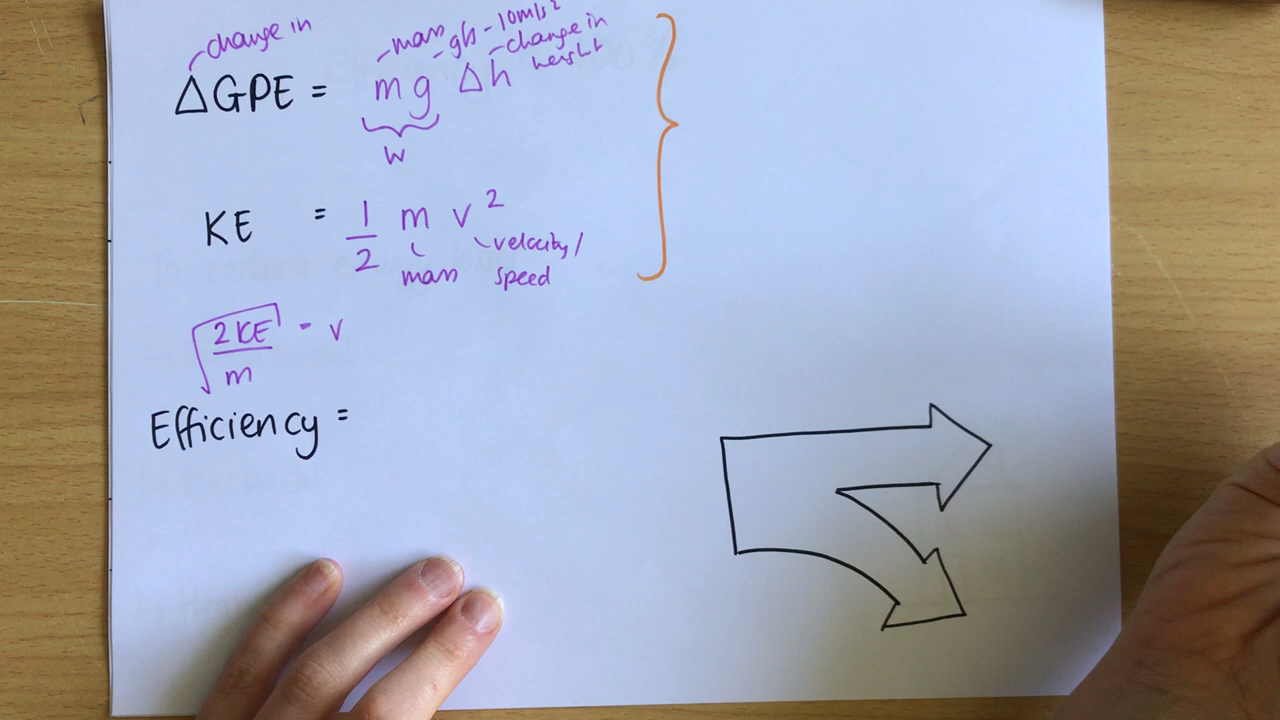 change in
mass
gfs - 10m/s²
change in
height
ΔGPE = mg Δh
W
KE = 1/2 m v²
mass
velocity/
speed
√2KE/m = v
Efficiency =